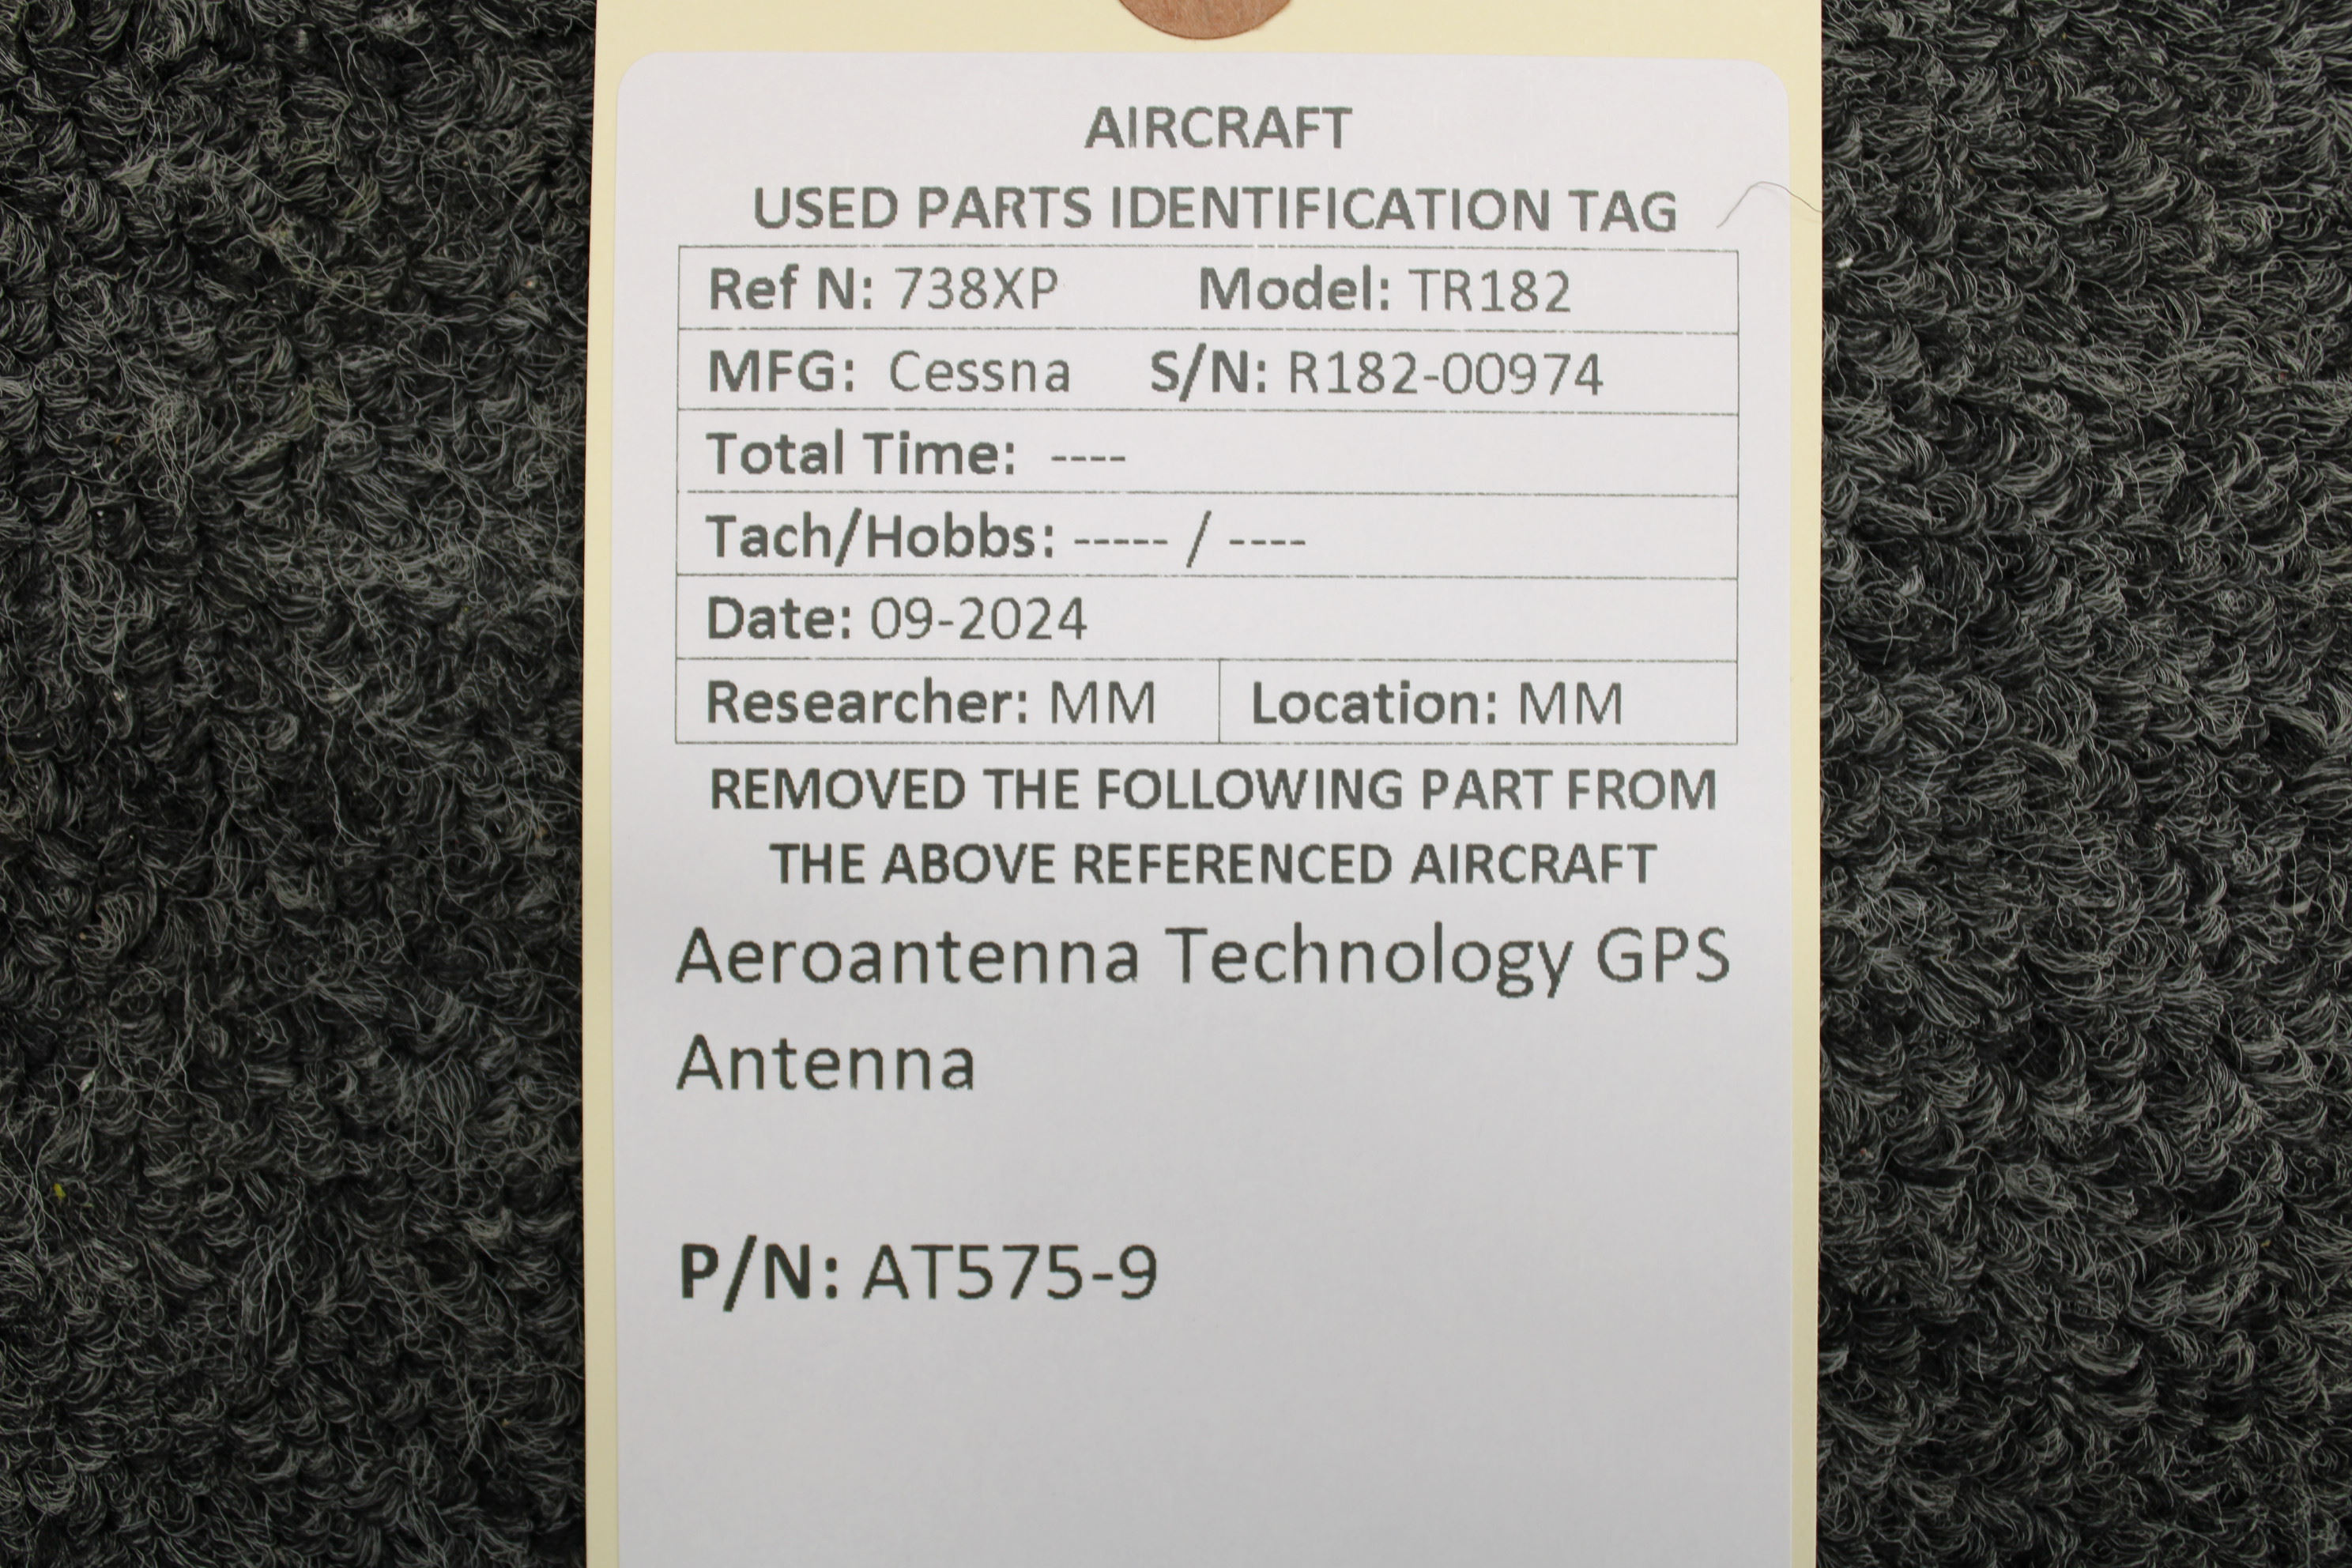 AIRCRAFT
USED PARTS IDENTIFICATION TAG
Ref N: 738XP Model: TR182
MFG: Cessna S/N: R182-00974
Total Time: ----
Tach/Hobbs: ----- / ----
Date: 09-2024
Researcher: MM Location: MM
REMOVED THE FOLLOWING PART FROM
THE ABOVE REFERENCED AIRCRAFT
Aeroantenna Technology GPS
Antenna
P/N: AT575-9